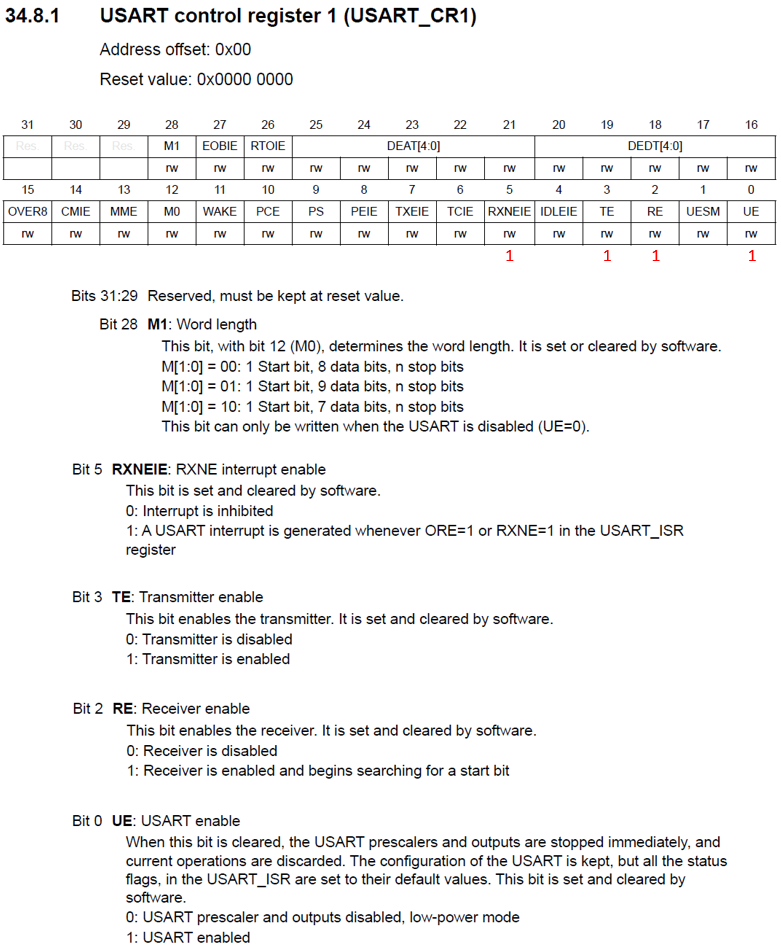 34.8.1 USART control register 1 (USART_CR1)
Address offset: 0x00
Reset value: 0x0000 0000
31 30 29 28 27 26 25 24 23 22 21 20 19 18 17 16
Res. Res. Res. M1 EOBIE RTOIE DEAT[4:0] DEDT[4:0]
rw rw rw rw rw rw rw rw rw rw rw rw rw
15 14 13 12 11 10 9 8 7 6 5 4 3 2 1 0
OVER8 CMIE MME M0 WAKE PCE PS PEIE TXEIE TCIE RXNEIE IDLEIE TE RE UESM UE
rw rw rw rw rw rw rw rw rw rw rw rw rw rw rw rw
1 1 1 1
Bits 31:29 Reserved, must be kept at reset value.
Bit 28 M1: Word length
This bit, with bit 12 (M0), determines the word length. It is set or cleared by software.
M[1:0] = 00: 1 Start bit, 8 data bits, n stop bits
M[1:0] = 01: 1 Start bit, 9 data bits, n stop bits
M[1:0] = 10: 1 Start bit, 7 data bits, n stop bits
This bit can only be written when the USART is disabled (UE=0).
Bit 5 RXNEIE: RXNE interrupt enable
This bit is set and cleared by software.
0: Interrupt is inhibited
1: A USART interrupt is generated whenever ORE=1 or RXNE=1 in the USART_ISR
register
Bit 3 TE: Transmitter enable
This bit enables the transmitter. It is set and cleared by software.
0: Transmitter is disabled
1: Transmitter is enabled
Bit 2 RE: Receiver enable
This bit enables the receiver. It is set and cleared by software.
0: Receiver is disabled
1: Receiver is enabled and begins searching for a start bit
Bit 0 UE: USART enable
When this bit is cleared, the USART prescalers and outputs are stopped immediately, and
current operations are discarded. The configuration of the USART is kept, but all the status
flags, in the USART_ISR are set to their default values. This bit is set and cleared by
software.
0: USART prescaler and outputs disabled, low-power mode
1: USART enabled